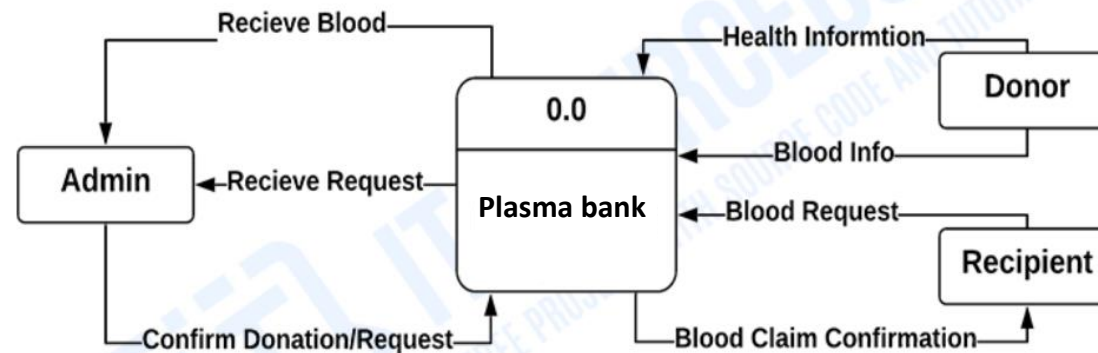 Recieve Blood
Health Informtion
0.0
Donor
Blood Info
Admin
Recieve Request
Plasma bank
Blood Request
Recipient
Confirm Donation/Request
Blood Claim Confirmation